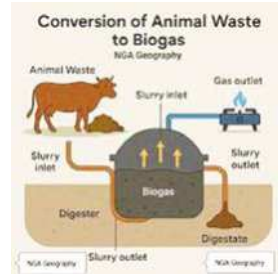 Conversion of Animal Waste
to Biogas
NGA Geography
Animal Waste
Slurry inlet
Gas outlet
Slurry
inlet
Slurry
outlet
Biogas
Digester
Digestate
Slurry outlet
NGA Geography
NGA Geography